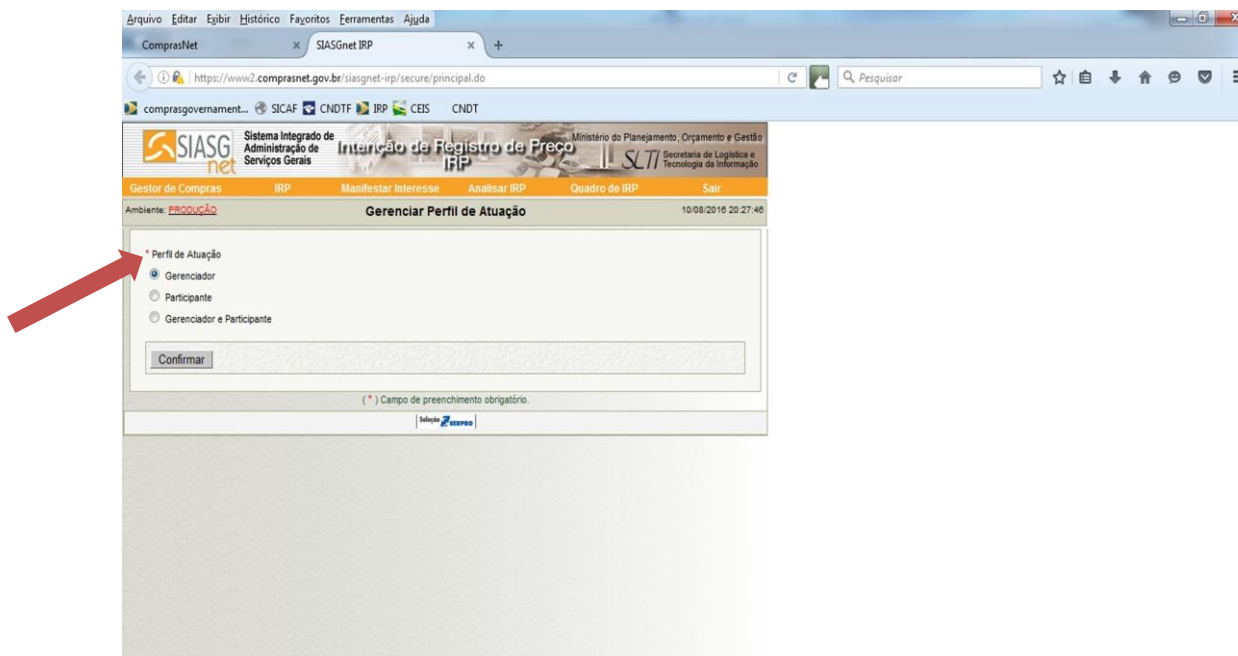 Arquivo Editar Exibir Histórico Favoritos Ferramentas Ajuda
ComprasNet × SIASGnet IRP × +
https://www2.comprasnet.gov.br/siasgnet-irp/secure/principal.do Pesquisar
comprasgovernament... SICAF CNDTF IRP CEIS CNDT
SIASG net
Sistema Integrado de
Administração de
Serviços Gerais
Intenção de Registro de Preço
IRP
Ministério do Planejamento, Orçamento e Gestão
SLTI Secretaria de Logística e
Tecnologia da Informação
Gestor de Compras IRP Manifestar Interesse Analisar IRP Quadro de IRP Sair
Ambiente: PRODUÇÃO Gerenciar Perfil de Atuação 10/08/2016 20:27:46
* Perfil de Atuação
Gerenciador
Participante
Gerenciador e Participante
Confirmar
( * ) Campo de preenchimento obrigatório.
Solução SERPRO